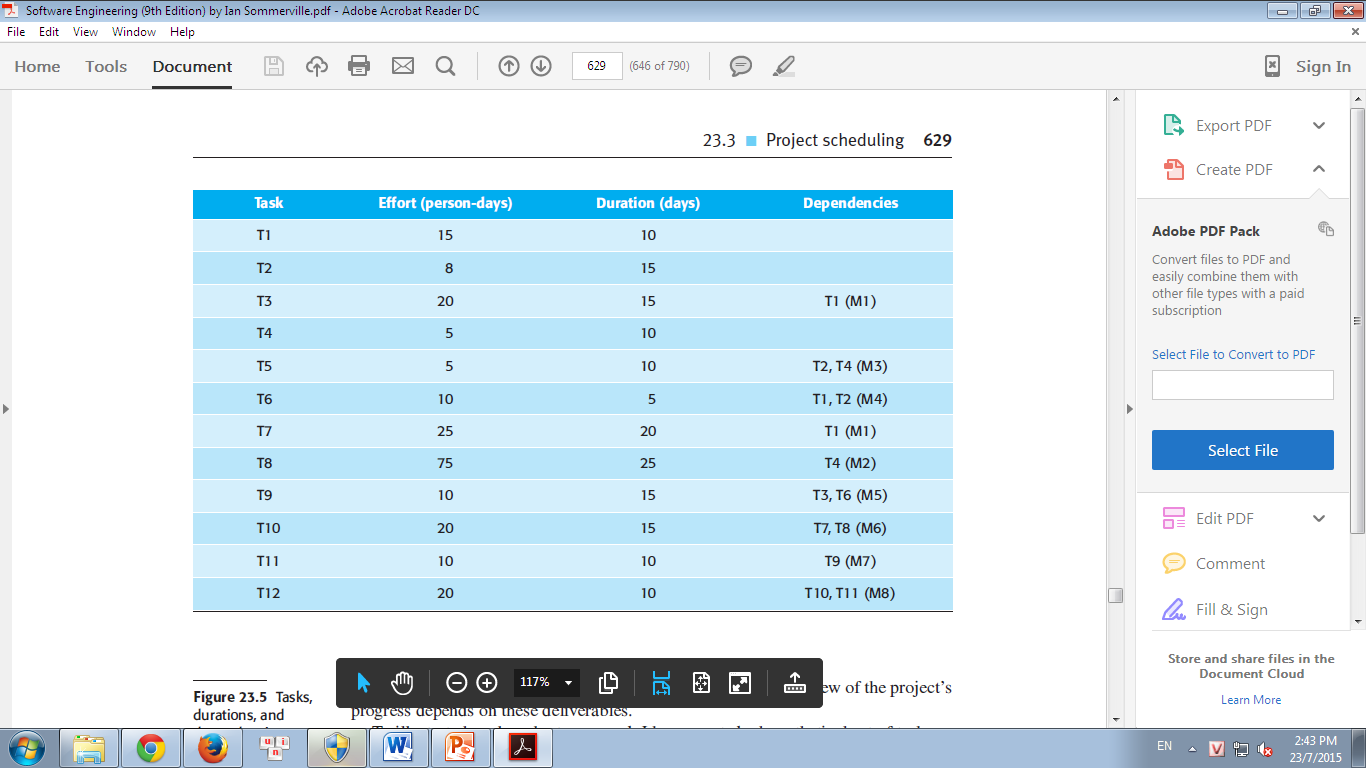 Software Engineering (9th Edition) by Ian Sommerville.pdf - Adobe Acrobat Reader DC
File Edit View Window Help
Home Tools Document 629 (646 of 790) Sign In
23.3 ■ Project scheduling 629
Task Effort (person-days) Duration (days) Dependencies
T1 15 10
T2 8 15
T3 20 15 T1 (M1)
T4 5 10
T5 5 10 T2, T4 (M3)
T6 10 5 T1, T2 (M4)
T7 25 20 T1 (M1)
T8 75 25 T4 (M2)
T9 10 15 T3, T6 (M5)
T10 20 15 T7, T8 (M6)
T11 10 10 T9 (M7)
T12 20 10 T10, T11 (M8)
Figure 23.5 Tasks,
durations, and
ew of the project's
progress depends on these deliverables.
117%
Export PDF
Create PDF
Adobe PDF Pack
Convert files to PDF and
easily combine them with
other file types with a paid
subscription
Select File to Convert to PDF
Select File
Edit PDF
Comment
Fill & Sign
Store and share files in the
Document Cloud
Learn More
EN
2:43 PM
23/7/2015